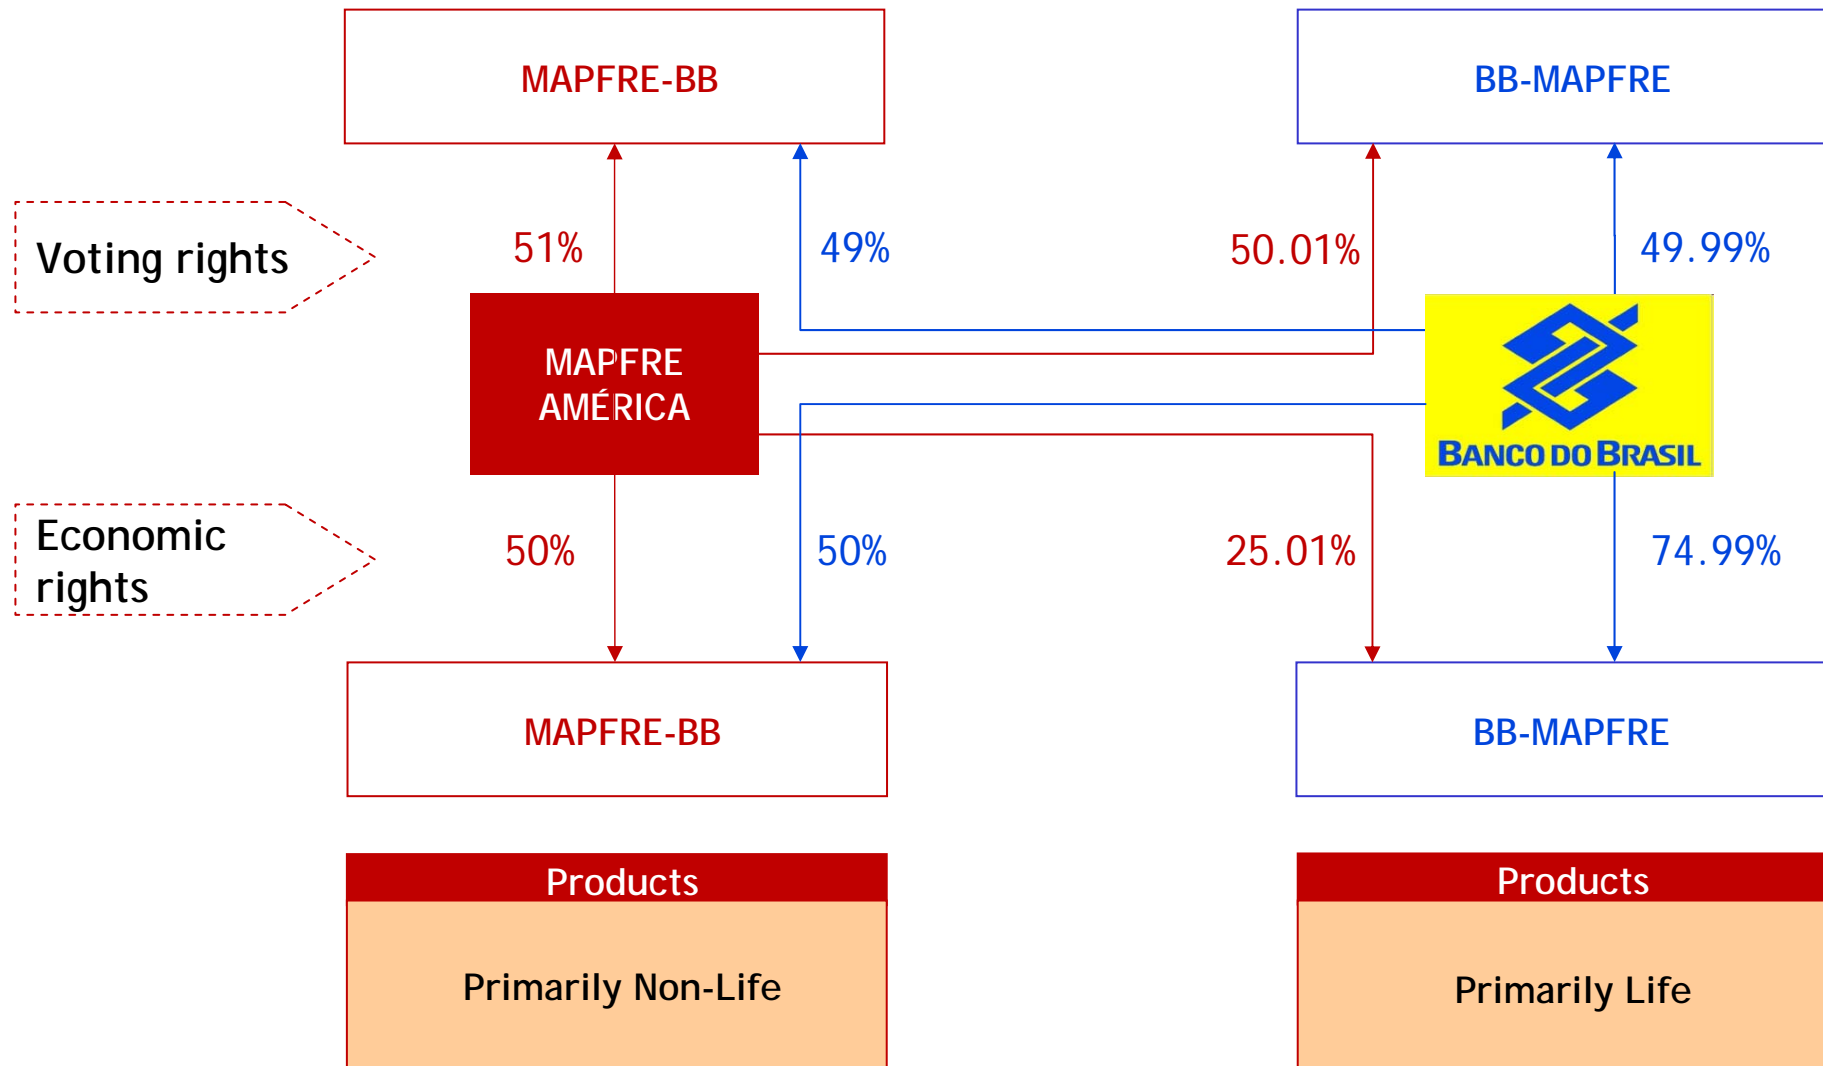 MAPFRE-BB
BB-MAPFRE
Voting rights
51%
49%
50.01%
49.99%
MAPFRE
AMÉRICA
BANCO DO BRASIL
Economic
rights
50%
50%
25.01%
74.99%
MAPFRE-BB
BB-MAPFRE
Products
Products
Primarily Non-Life
Primarily Life